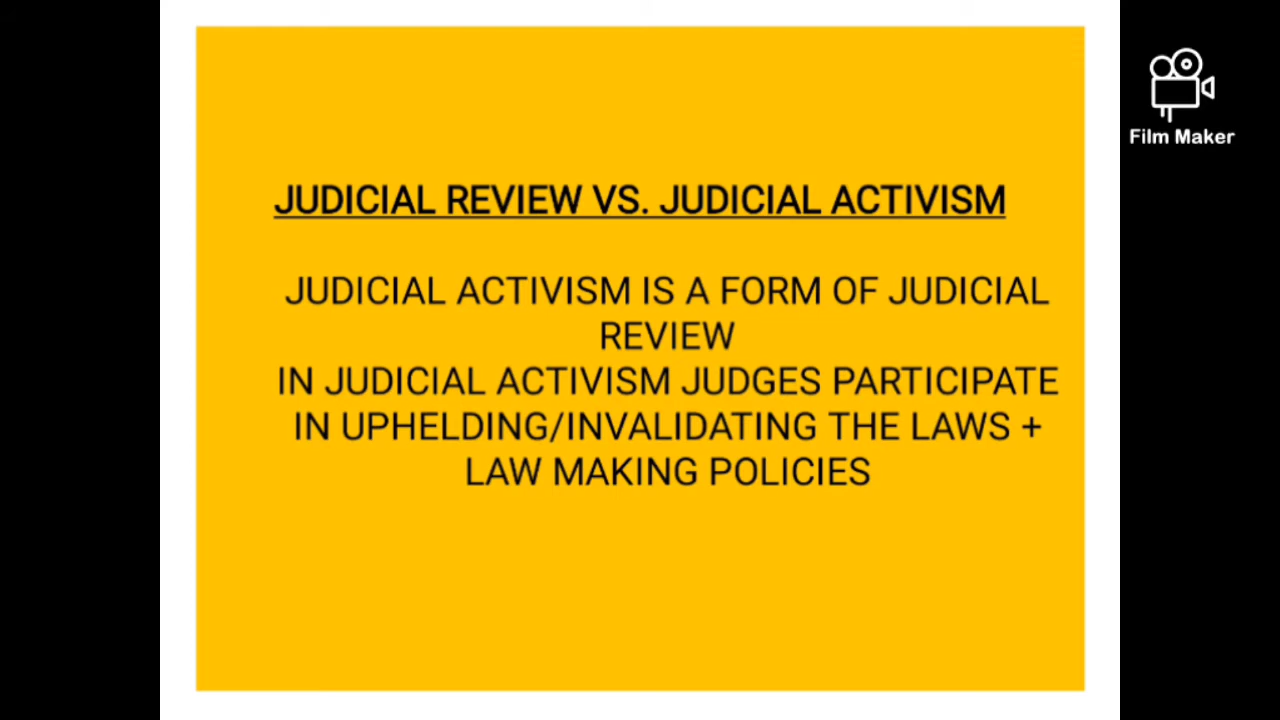 Film Maker
JUDICIAL REVIEW VS. JUDICIAL ACTIVISM
JUDICIAL ACTIVISM IS A FORM OF JUDICIAL
REVIEW
IN JUDICIAL ACTIVISM JUDGES PARTICIPATE
IN UPHELDING/INVALIDATING THE LAWS +
LAW MAKING POLICIES